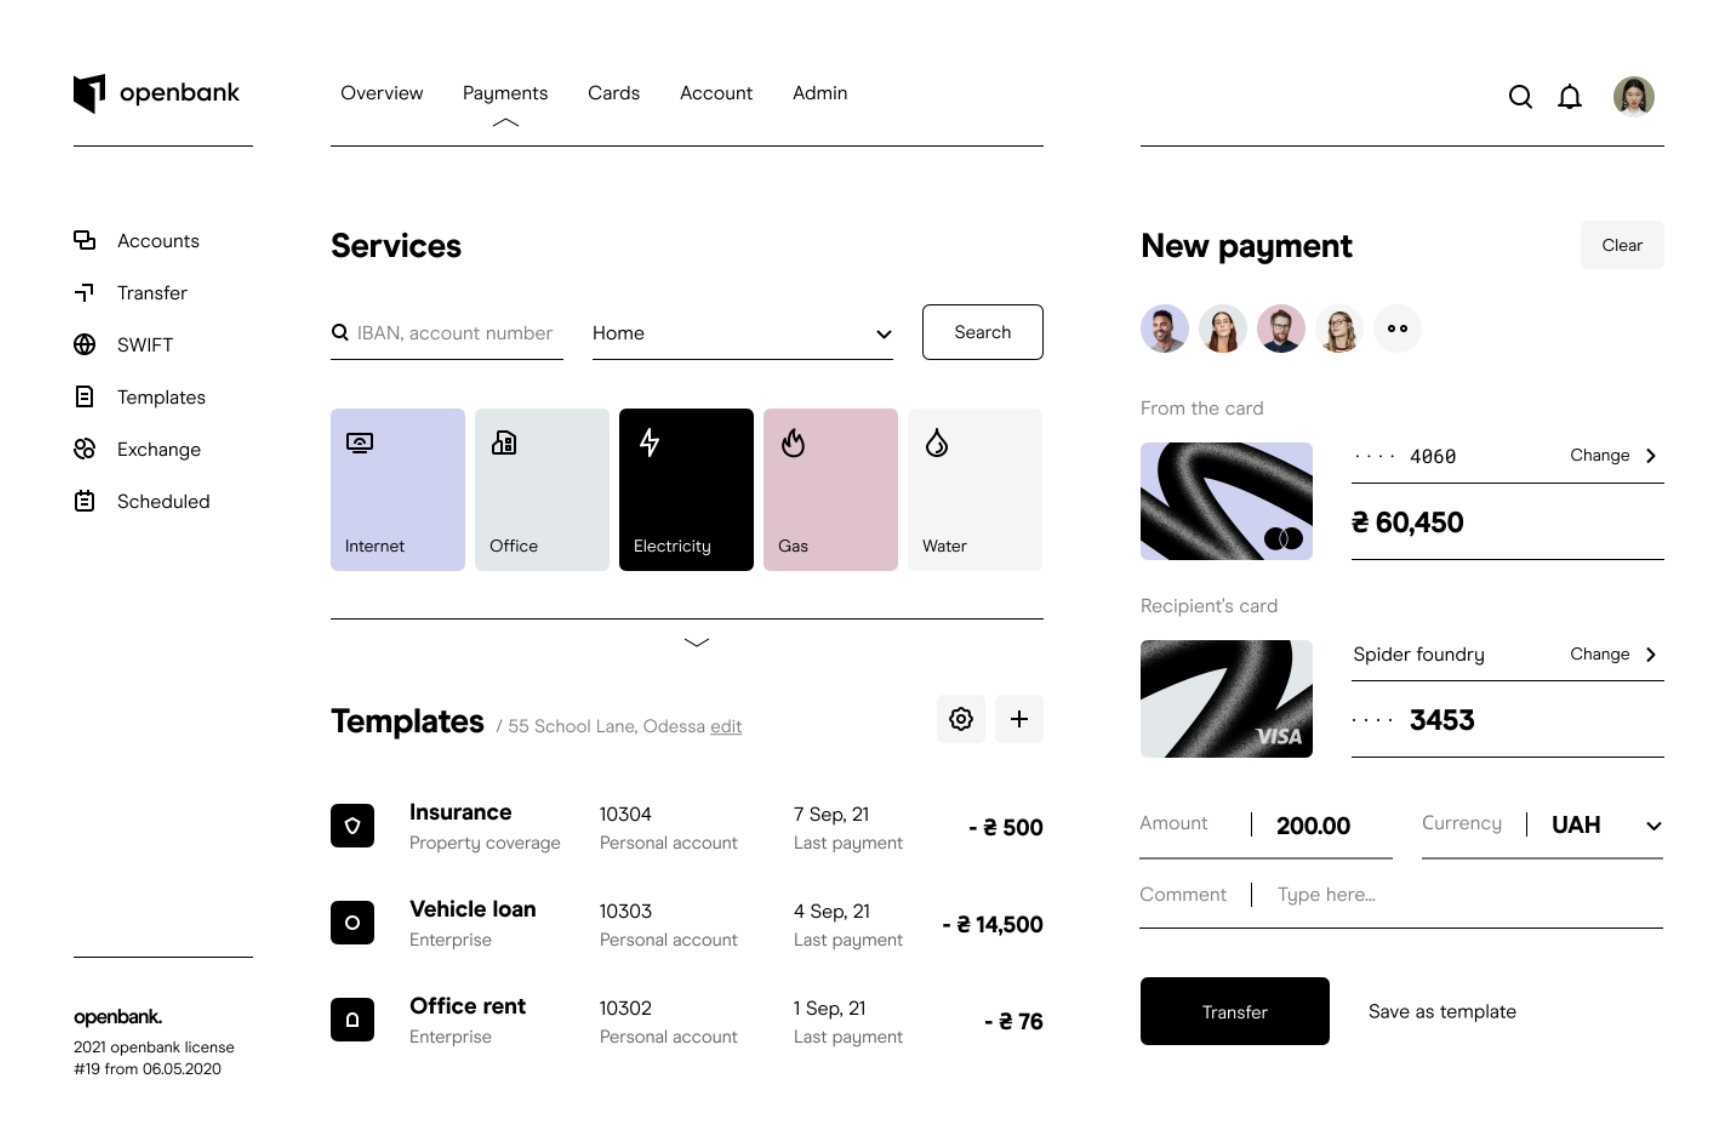 openbank
Overview Payments Cards Account Admin
Accounts
Transfer
SWIFT
Templates
Exchange
Scheduled
openbank.
2021 openbank license
#19 from 06.05.2020
Services
IBAN, account number Home Search
Internet Office Electricity Gas Water
Templates / 55 School Lane, Odessa edit
Insurance 10304 7 Sep, 21 - ₴ 500
Property coverage Personal account Last payment
Vehicle loan 10303 4 Sep, 21 - ₴ 14,500
Enterprise Personal account Last payment
Office rent 10302 1 Sep, 21 - ₴ 76
Enterprise Personal account Last payment
New payment Clear
From the card
···· 4060 Change
₴ 60,450
Recipient's card
Spider foundry Change
···· 3453
VISA
Amount 200.00 Currency UAH
Comment Type here...
Transfer Save as template